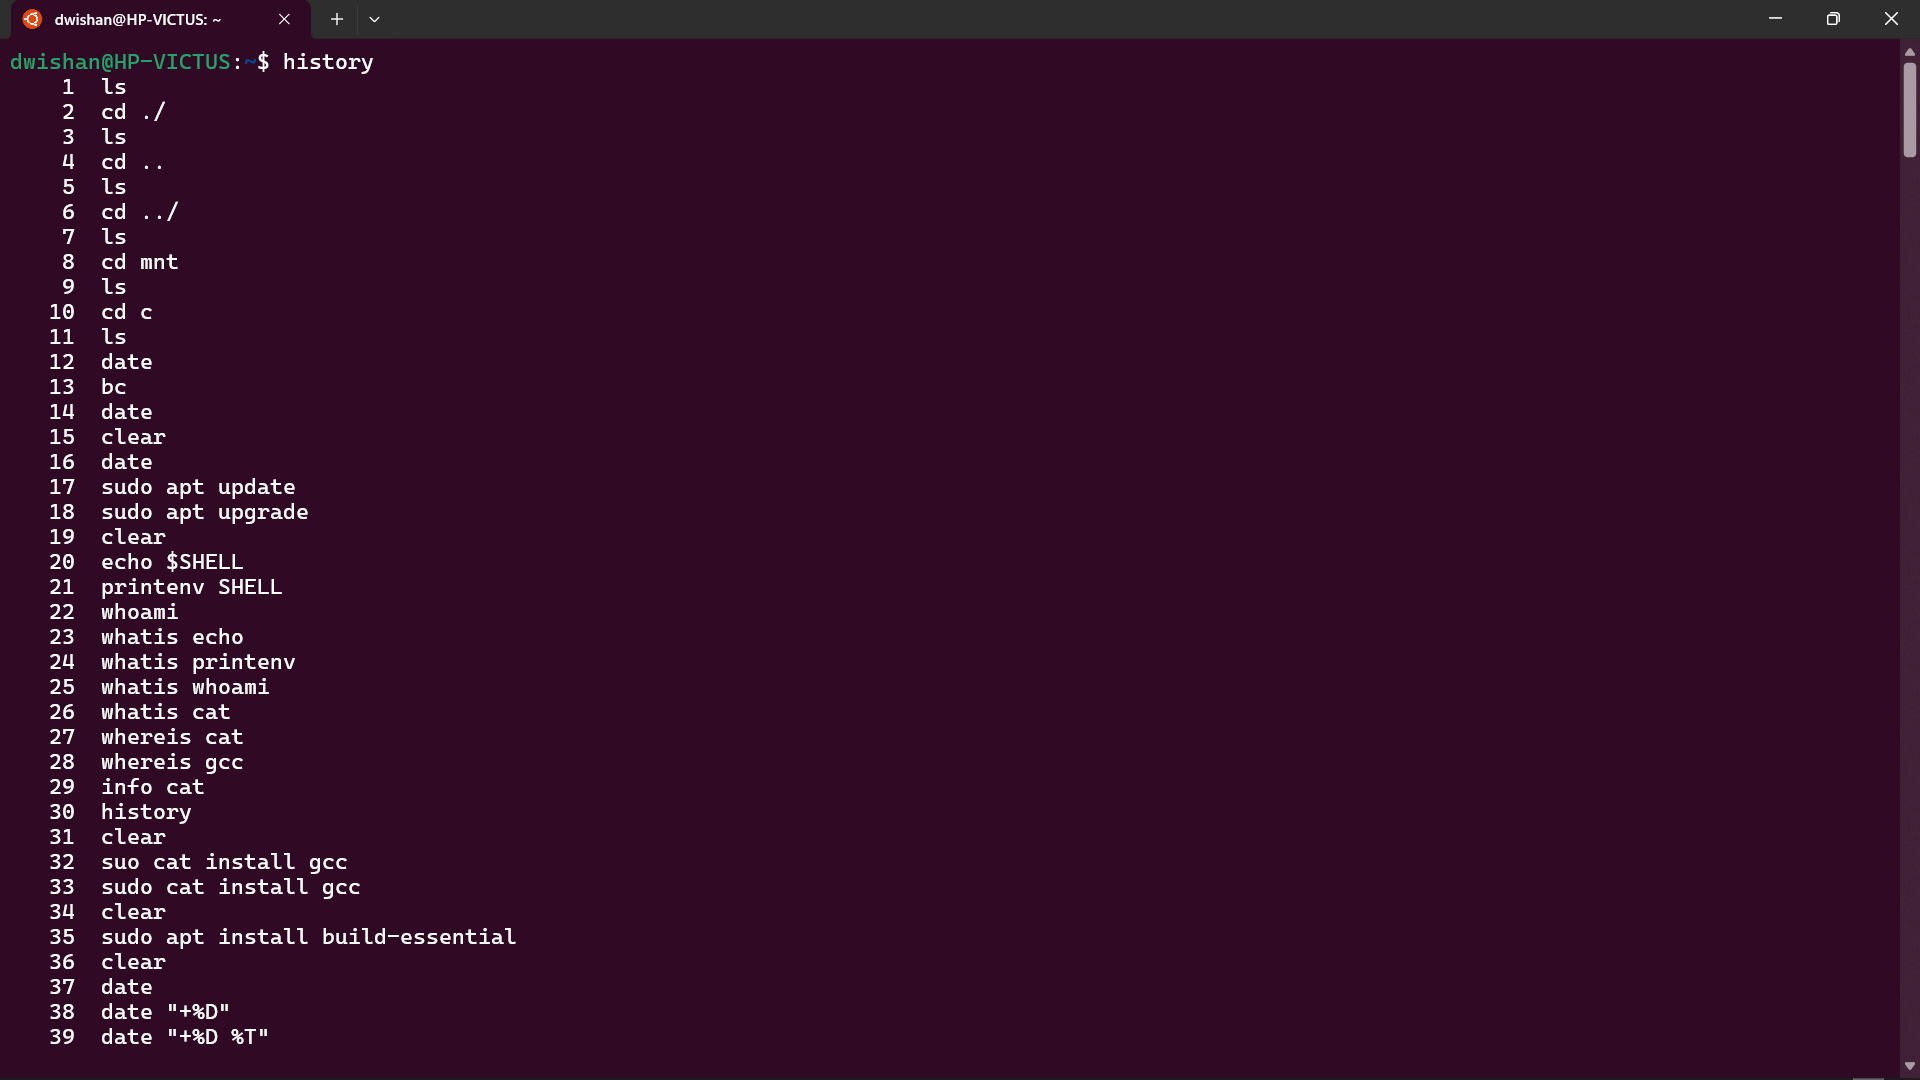 dwishan@HP-VICTUS: ~
dwishan@HP-VICTUS:~$ history
1 ls
2 cd ./
3 ls
4 cd ..
5 ls
6 cd ../
7 ls
8 cd mnt
9 ls
10 cd c
11 ls
12 date
13 bc
14 date
15 clear
16 date
17 sudo apt update
18 sudo apt upgrade
19 clear
20 echo $SHELL
21 printenv SHELL
22 whoami
23 whatis echo
24 whatis printenv
25 whatis whoami
26 whatis cat
27 whereis cat
28 whereis gcc
29 info cat
30 history
31 clear
32 suo cat install gcc
33 sudo cat install gcc
34 clear
35 sudo apt install build-essential
36 clear
37 date
38 date "+%D"
39 date "+%D %T"